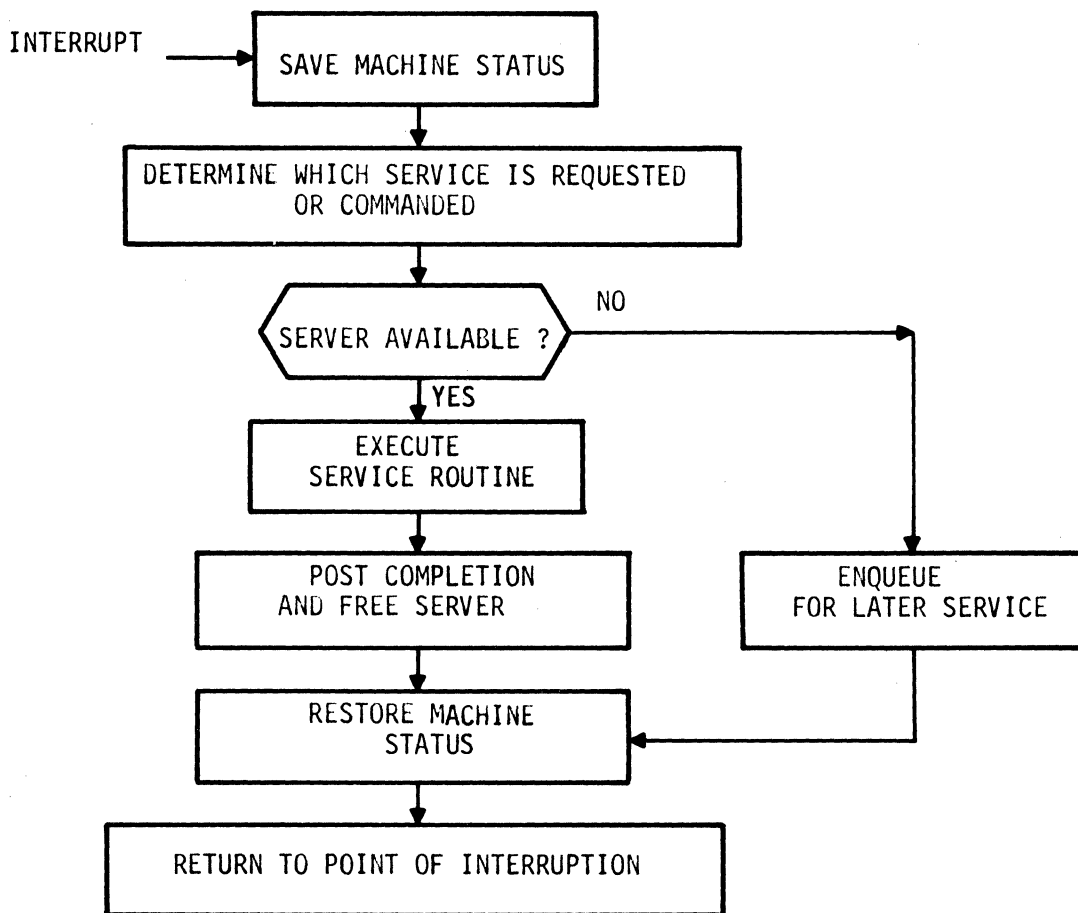 INTERRUPT
SAVE MACHINE STATUS
DETERMINE WHICH SERVICE IS REQUESTED
OR COMMANDED
NO
SERVER AVAILABLE ?
YES
EXECUTE
SERVICE ROUTINE
POST COMPLETION
AND FREE SERVER
ENQUEUE
FOR LATER SERVICE
RESTORE MACHINE
STATUS
RETURN TO POINT OF INTERRUPTION